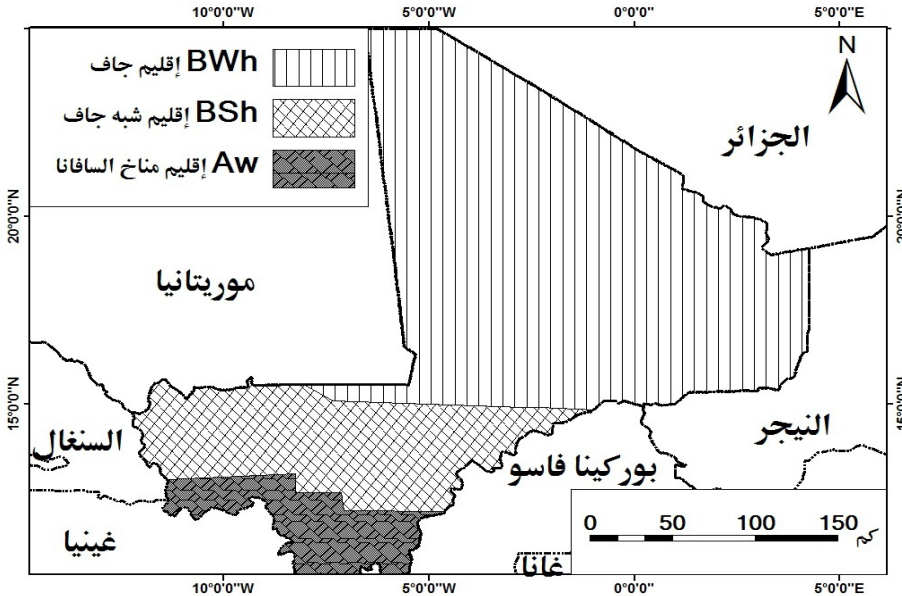 10°0'0"W 5°0'0"W 0°0'0" 5°0'0"E
BWh إقليم جاف
BSh إقليم شبه جاف
Aw إقليم مناخ السافانا
N
الجزائر
20°0'0"N 20°0'0"N
موريتانيا
15°0'0"N 15°0'0"N
السنغال
النيجر
بوركينا فاسو
غينيا
غانا
0 50 100 150
كم
10°0'0"W 5°0'0"W 0°0'0" 5°0'0"E